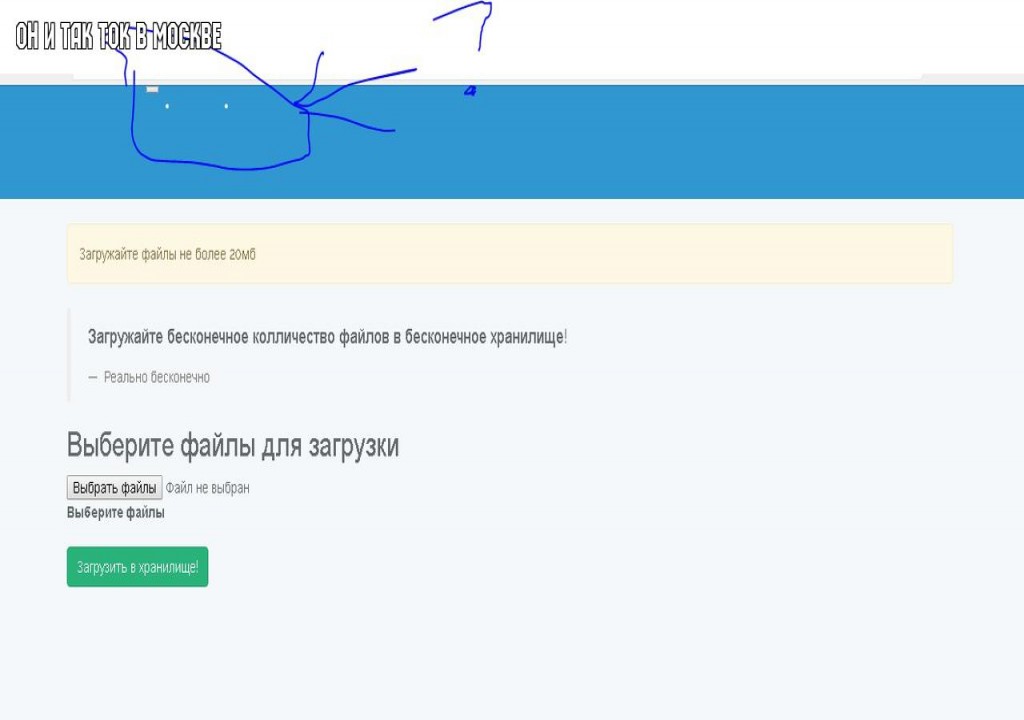 ОН И ТАК ТОК В МОСКВЕ
Загружайте файлы не более 20мб
Загружайте бесконечное колличество файлов в бесконечное хранилище!
— Реально бесконечно
Выберите файлы для загрузки
Выбрать файлы Файл не выбран
Выберите файлы
Загрузить в хранилище!